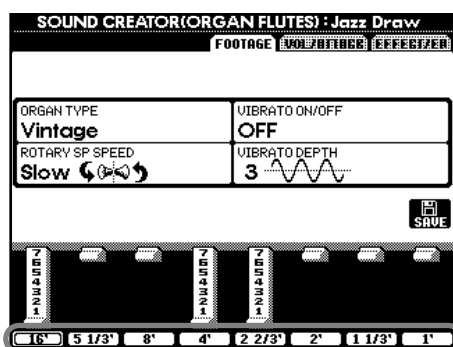 SOUND CREATOR(ORGAN FLUTES) : Jazz Draw
FOOTAGE VOL/ATTACK EFFECT/EQ
ORGAN TYPE VIBRATO ON/OFF
Vintage OFF
ROTARY SP SPEED VIBRATO DEPTH
Slow 3
SAVE
7 7 7
6 6 6
5 5 5
4 4 4
3 3 3
2 2 2
1 1 1
16' 5 1/3' 8' 4' 2 2/3' 2' 1 1/3' 1'